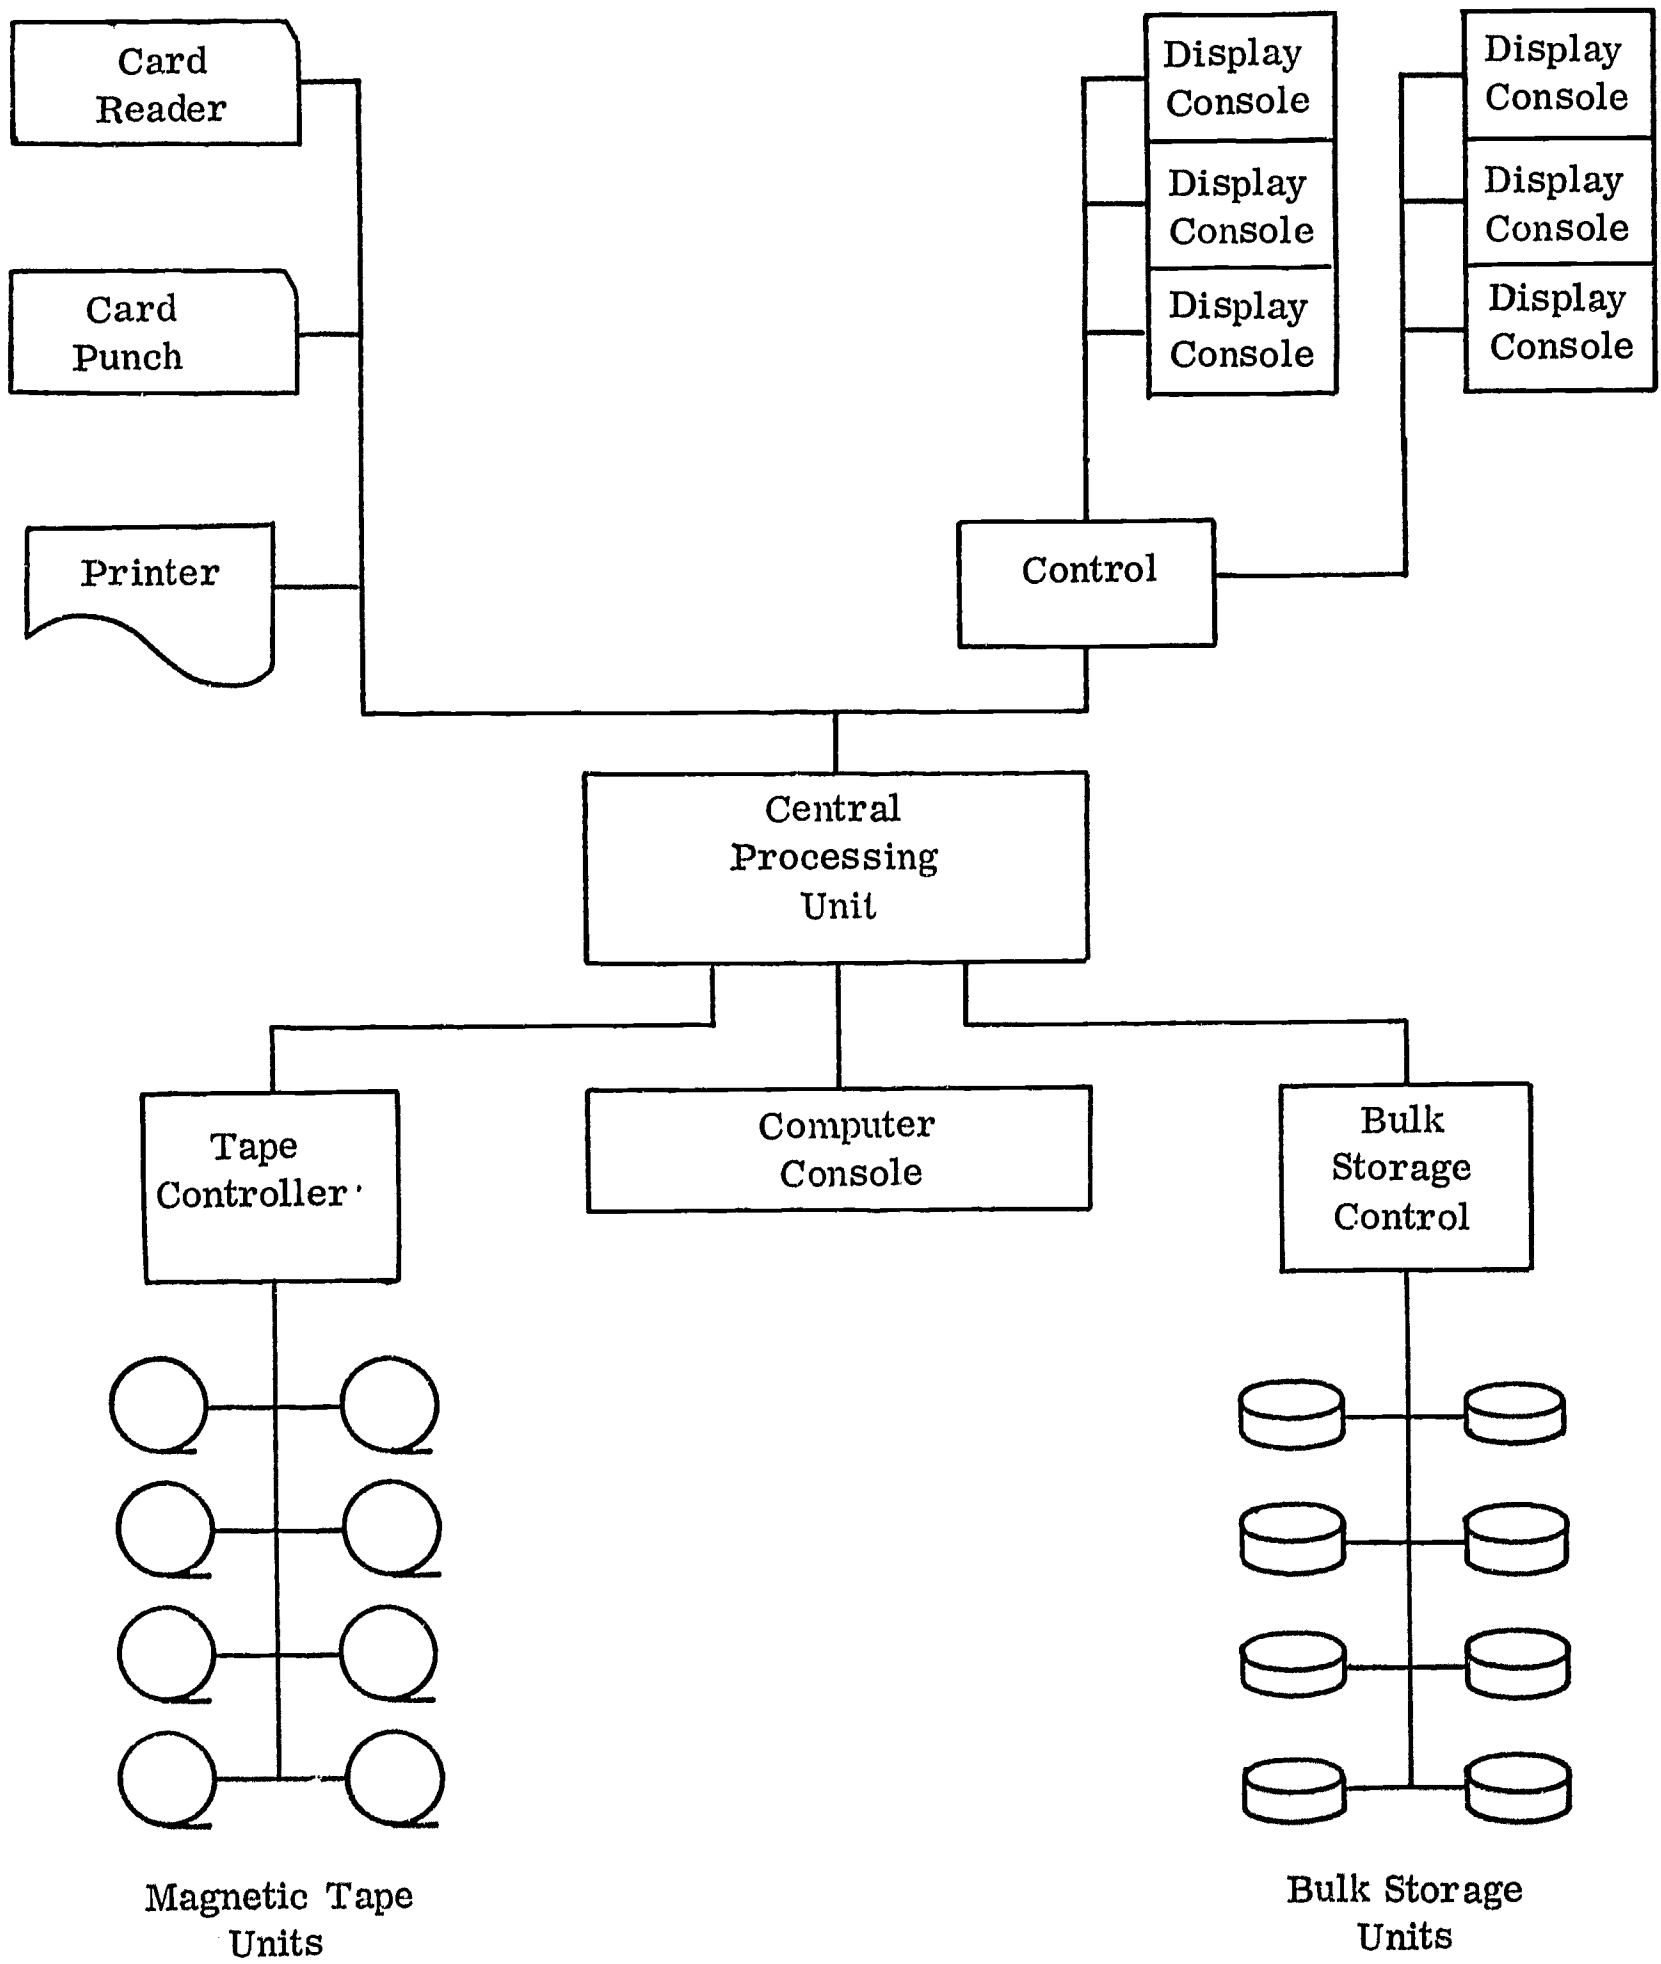 Card
Reader
Display
Console
Display
Console
Display
Console
Display
Console
Card
Punch
Display
Console
Display
Console
Printer
Control
Central
Processing
Unit
Tape
Controller
Computer
Console
Bulk
Storage
Control
Magnetic Tape
Units
Bulk Storage
Units